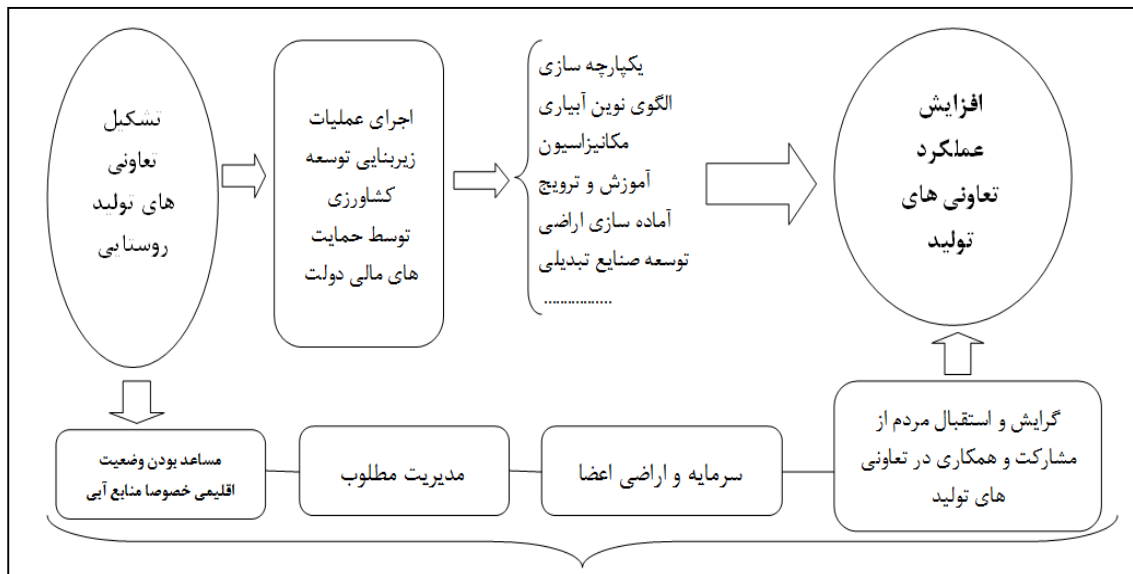 تشکیل
تعاونی
های تولید
روستایی
اجرای عملیات
زیربنایی توسعه
کشاورزی
توسط حمایت
های مالی دولت
یکپارچه سازی
الگوی نوین آبیاری
مکانیزاسیون
آموزش و ترویج
آماده سازی اراضی
توسعه صنایع تبدیلی
.................
افزایش
عملکرد
تعاونی های
تولید
مساعد بودن وضعیت
اقلیمی خصوصا منابع آبی
مدیریت مطلوب
سرمایه و اراضی اعضا
گرایش و استقبال مردم از
مشارکت و همکاری در تعاونی
های تولید